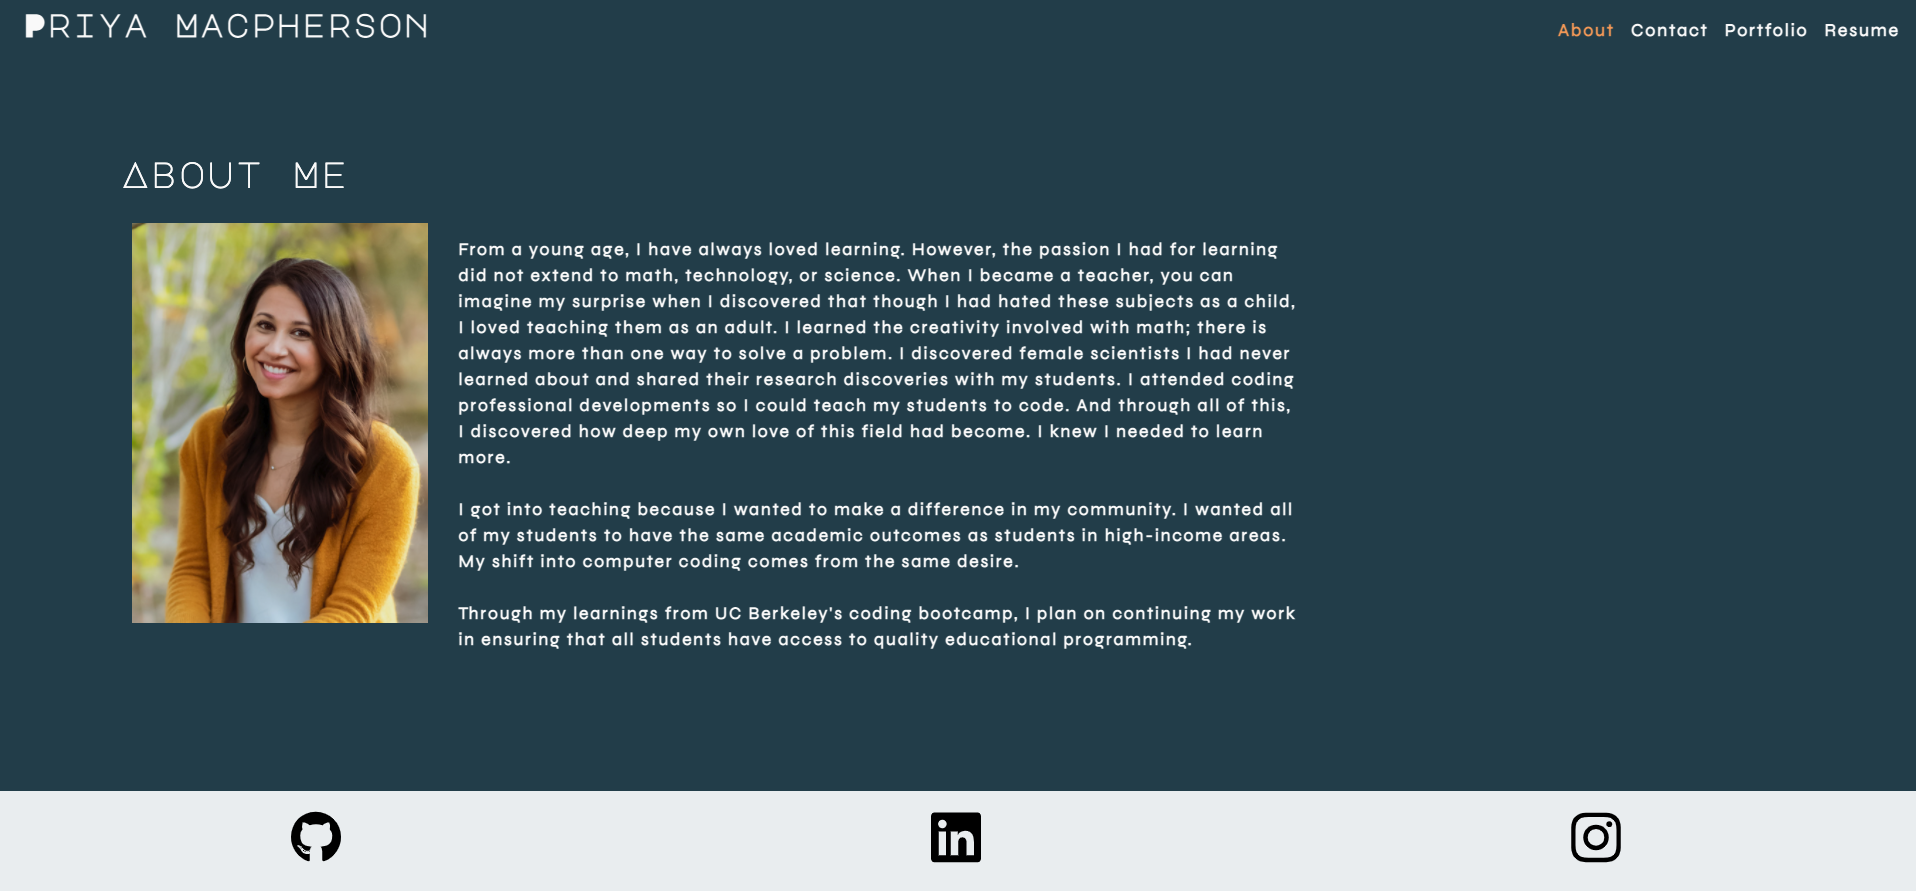 PRIYA MACPHERSON
About Contact Portfolio Resume
ABOUT ME
From a young age, I have always loved learning. However, the passion I had for learning
did not extend to math, technology, or science. When I became a teacher, you can
imagine my surprise when I discovered that though I had hated these subjects as a child,
I loved teaching them as an adult. I learned the creativity involved with math; there is
always more than one way to solve a problem. I discovered female scientists I had never
learned about and shared their research discoveries with my students. I attended coding
professional developments so I could teach my students to code. And through all of this,
I discovered how deep my own love of this field had become. I knew I needed to learn
more.
I got into teaching because I wanted to make a difference in my community. I wanted all
of my students to have the same academic outcomes as students in high-income areas.
My shift into computer coding comes from the same desire.
Through my learnings from UC Berkeley's coding bootcamp, I plan on continuing my work
in ensuring that all students have access to quality educational programming.
in